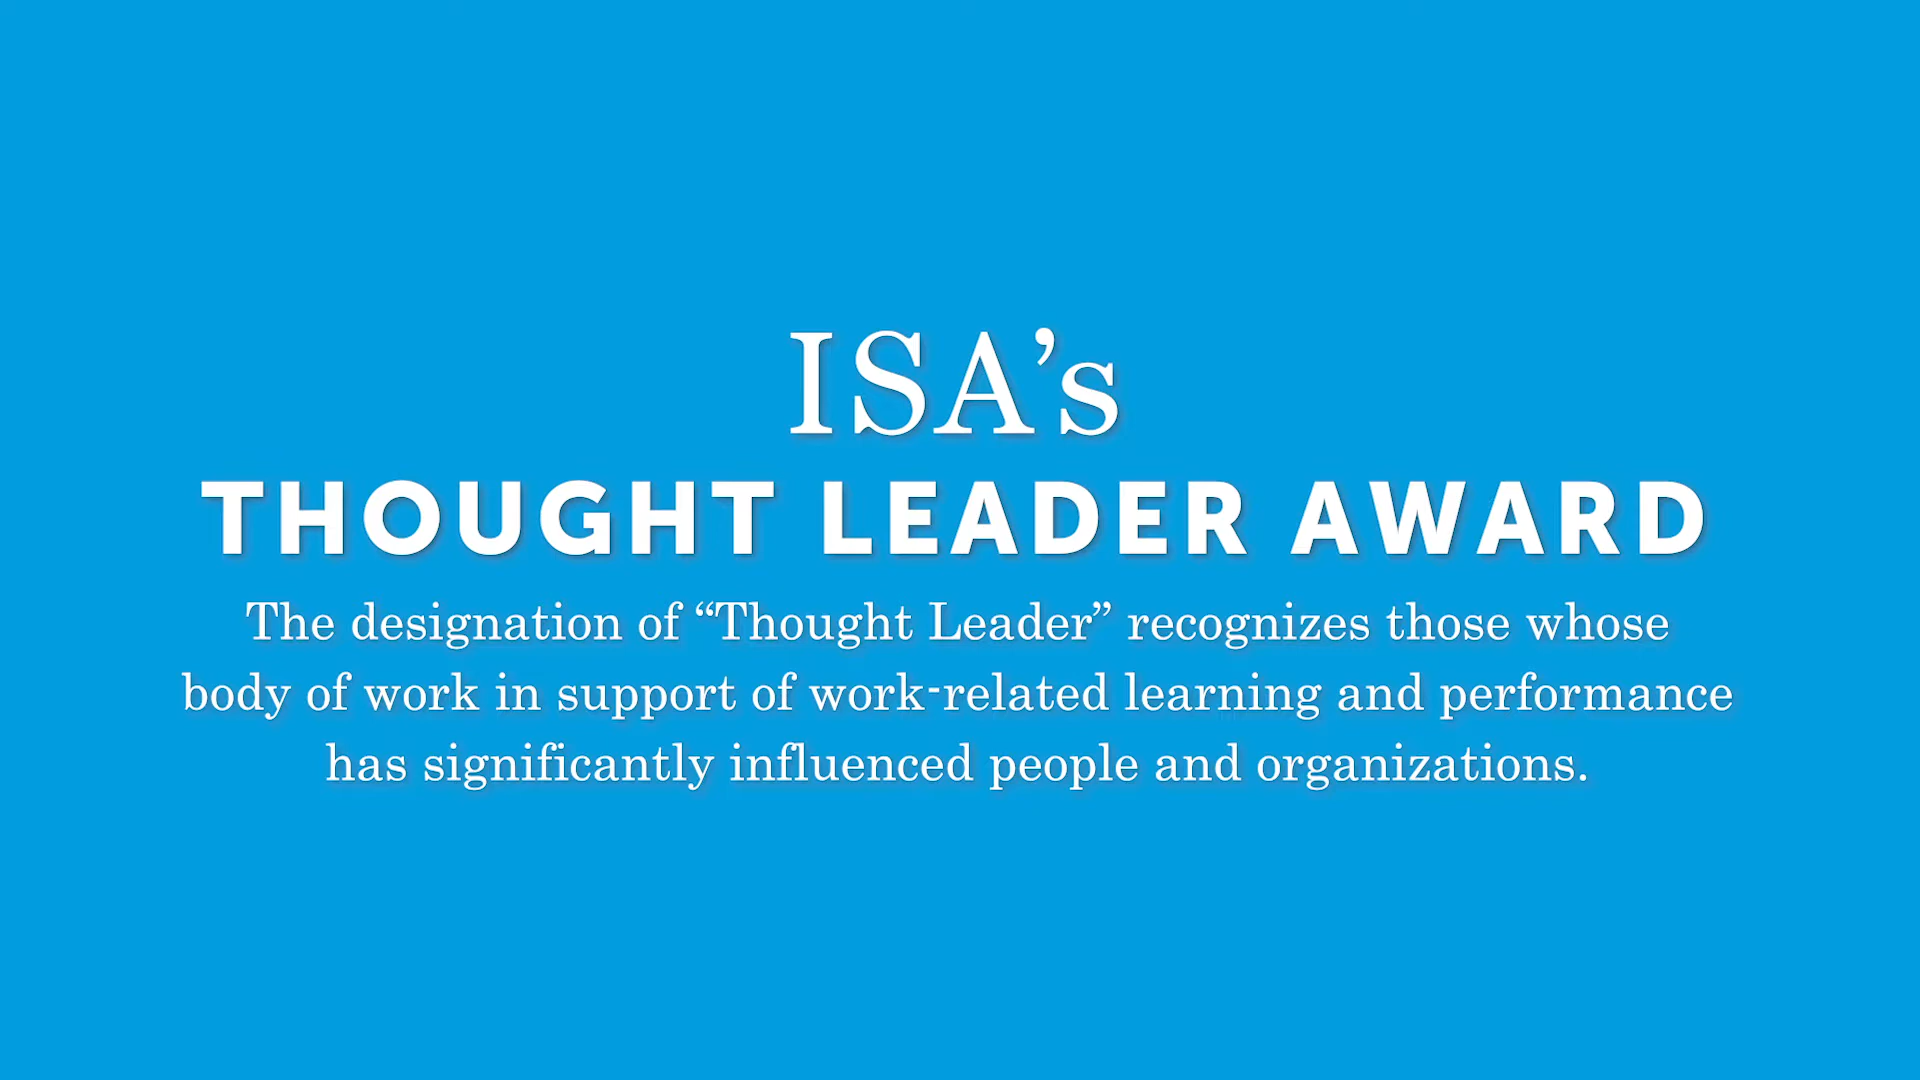 ISA’s
THOUGHT LEADER AWARD
The designation of “Thought Leader” recognizes those whose
body of work in support of work-related learning and performance
has significantly influenced people and organizations.